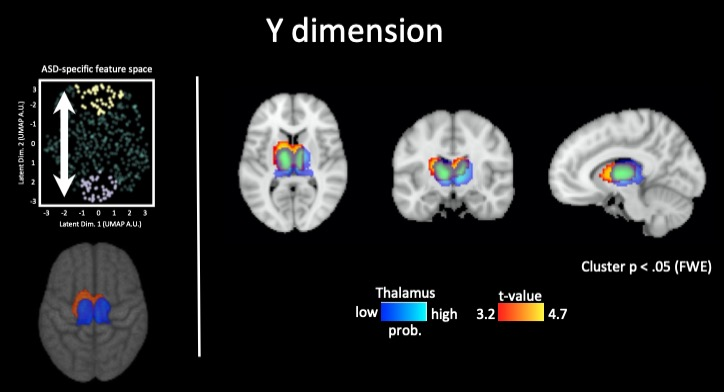 Y dimension
ASD-specific feature space
Latent Dim. 2 (UMAP A.U.)
3
-2
-1
0
1
2
-3
-3 -2 -1 0 1 2 3
Latent Dim. 1 (UMAP A.U.)
Cluster p < .05 (FWE)
Thalamus
low high
prob.
t-value
3.2 4.7